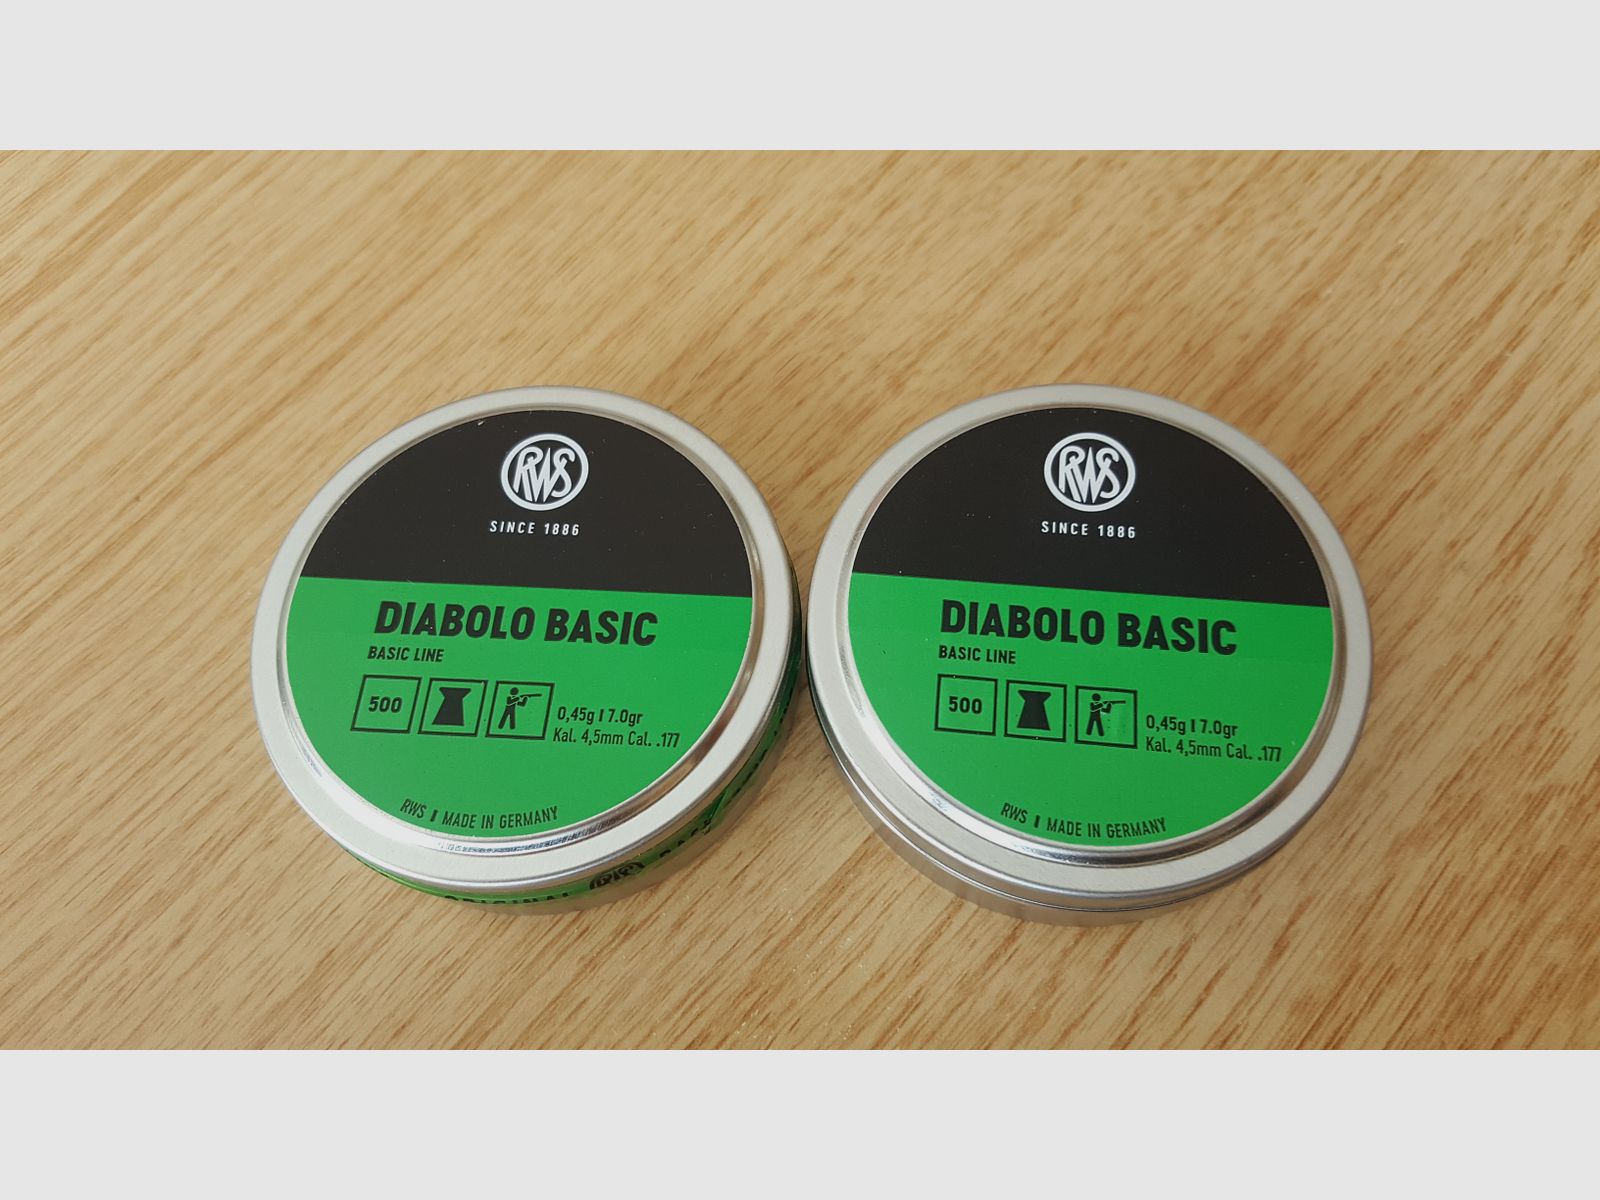 RWS
SINCE 1886
DIABOLO BASIC
BASIC LINE
500
0,45g I 7.0gr
Kal. 4,5mm Cal. .177
RWS I MADE IN GERMANY
ORIGINAL RWS
RWS
SINCE 1886
DIABOLO BASIC
BASIC LINE
500
0,45g I 7.0gr
Kal. 4,5mm Cal. .177
RWS I MADE IN GERMANY